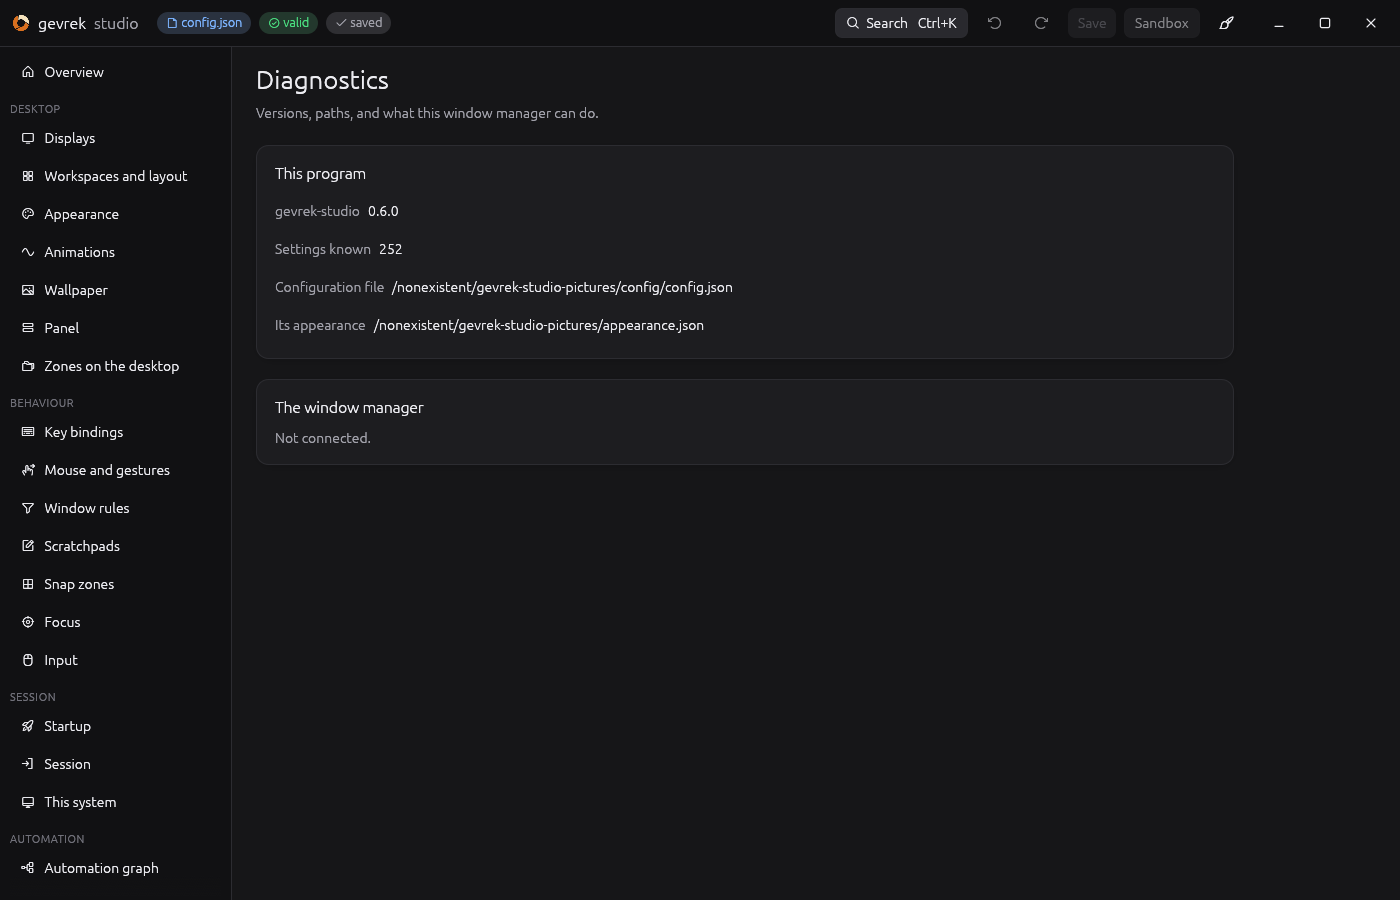 gevrek studio config.json valid saved Search Ctrl+K Save Sandbox
Overview
DESKTOP
Displays
Workspaces and layout
Appearance
Animations
Wallpaper
Panel
Zones on the desktop
BEHAVIOUR
Key bindings
Mouse and gestures
Window rules
Scratchpads
Snap zones
Focus
Input
SESSION
Startup
Session
This system
AUTOMATION
Automation graph
Diagnostics
Versions, paths, and what this window manager can do.
This program
gevrek-studio 0.6.0
Settings known 252
Configuration file /nonexistent/gevrek-studio-pictures/config/config.json
Its appearance /nonexistent/gevrek-studio-pictures/appearance.json
The window manager
Not connected.